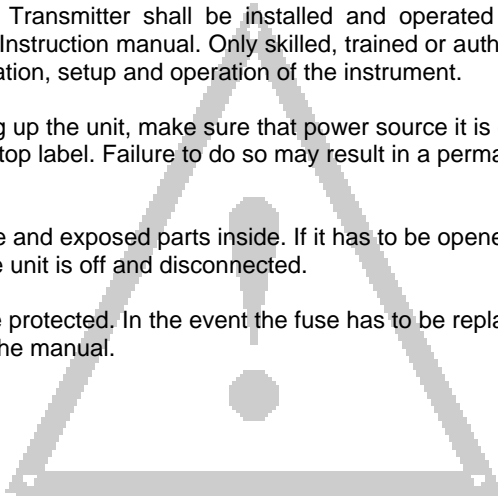 Transmitter shall be installed and operated
Instruction manual. Only skilled, trained or auth
ation, setup and operation of the instrument.
g up the unit, make sure that power source it is
top label. Failure to do so may result in a perma
e and exposed parts inside. If it has to be opene
e unit is off and disconnected.
e protected. In the event the fuse has to be repla
he manual.